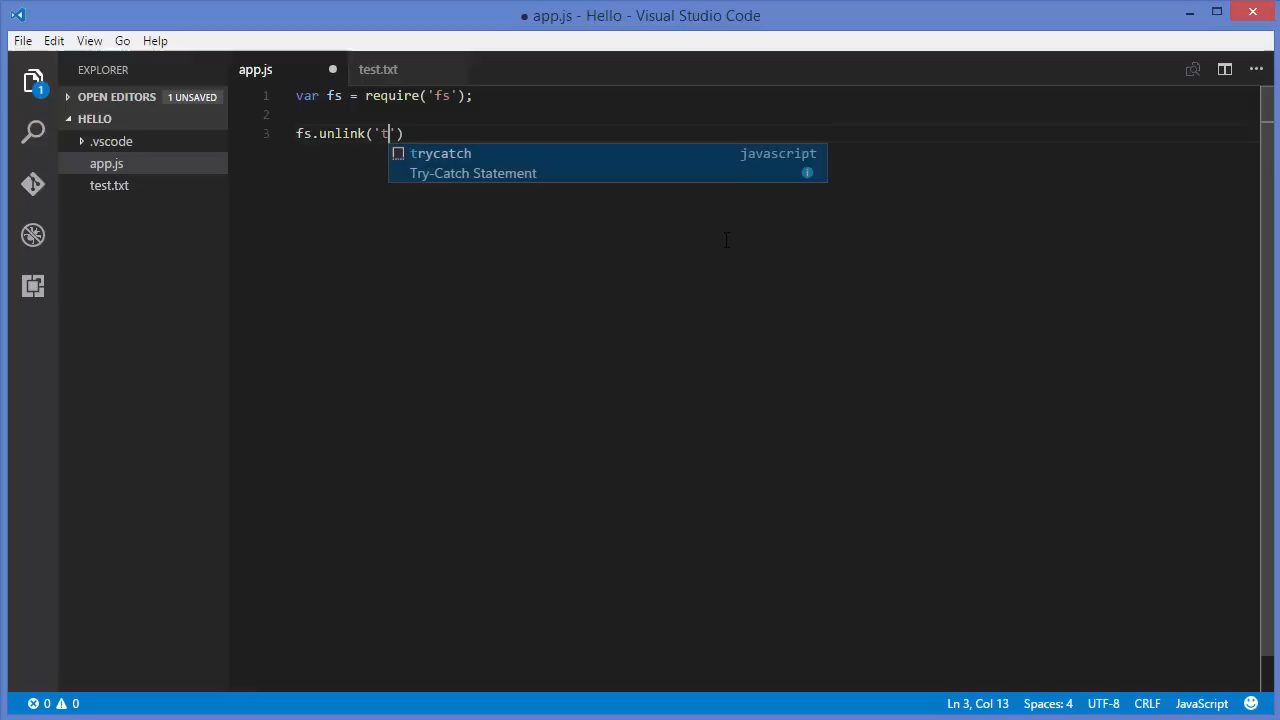 ● app.js - Hello - Visual Studio Code
File Edit View Go Help
EXPLORER
app.js
test.txt
OPEN EDITORS 1 UNSAVED
HELLO
.vscode
app.js
test.txt
1
1 var fs = require('fs');
2
3 fs.unlink('t')
trycatch javascript
Try-Catch Statement
0 0
Ln 3, Col 13 Spaces: 4 UTF-8 CRLF JavaScript